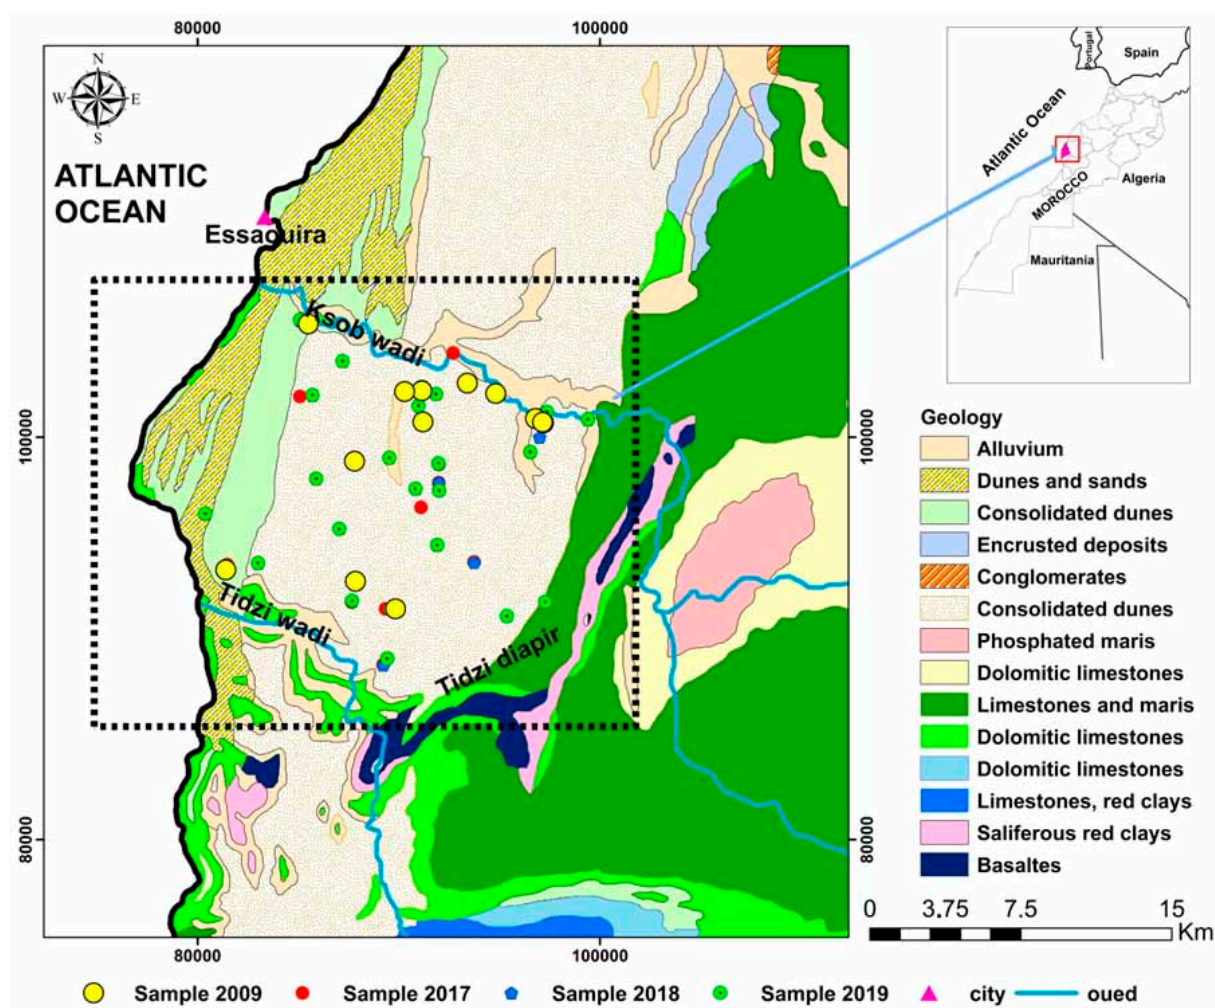 80000
100000
N
W
E
S
ATLANTIC
OCEAN
Essaouira
Ksob wadi
Tidzi wadi
Tidzi diapir
100000
80000
100000
80000
80000
100000
Portugal
Spain
Atlantic Ocean
MOROCCO
Algeria
Mauritania
Geology
Alluvium
Dunes and sands
Consolidated dunes
Encrusted deposits
Conglomerates
Consolidated dunes
Phosphated maris
Dolomitic limestones
Limestones and maris
Dolomitic limestones
Dolomitic limestones
Limestones, red clays
Saliferous red clays
Basaltes
0 3.75 7.5 15
Km
Sample 2009 Sample 2017 Sample 2018 Sample 2019 city oued